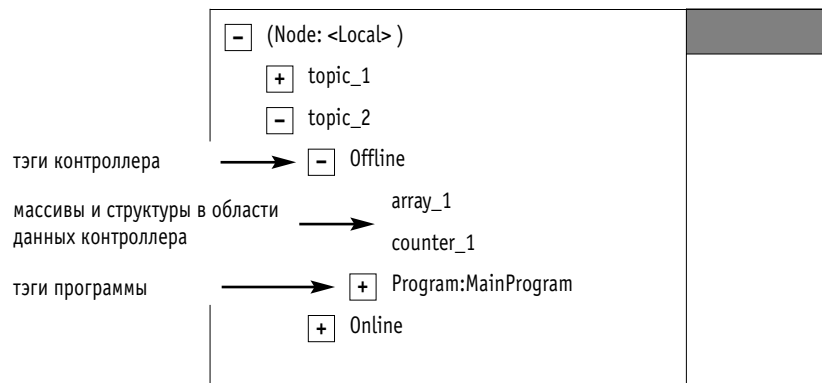 (Node: <Local> )
topic_1
topic_2
тэги контроллера
Offline
массивы и структуры в области
данных контроллера
array_1
counter_1
тэги программы
Program:MainProgram
Online